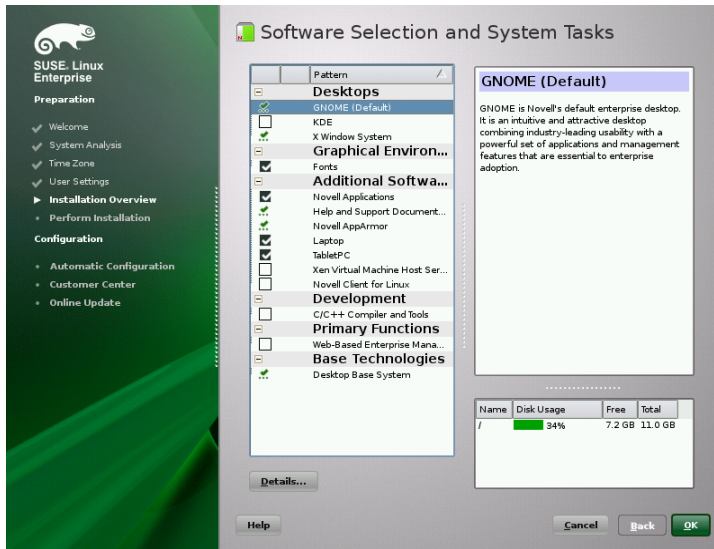 SUSE. Linux
Enterprise
Preparation
Welcome
System Analysis
Time Zone
User Settings
Installation Overview
Perform Installation
Configuration
Automatic Configuration
Customer Center
Online Update
Software Selection and System Tasks
Pattern
Desktops
GNOME (Default)
KDE
X Window System
Graphical Environ...
Fonts
Additional Softwa...
Novell Applications
Help and Support Document...
Novell AppArmor
Laptop
TabletPC
Xen Virtual Machine Host Ser...
Novell Client for Linux
Development
C/C++ Compiler and Tools
Primary Functions
Web-Based Enterprise Mana...
Base Technologies
Desktop Base System
Details...
GNOME (Default)
GNOME is Novell's default enterprise desktop.
It is an intuitive and attractive desktop
combining industry-leading usability with a
powerful set of applications and management
features that are essential to enterprise
adoption.
Name Disk Usage Free Total
/ 34% 7.2 GB 11.0 GB
Help Cancel Back OK